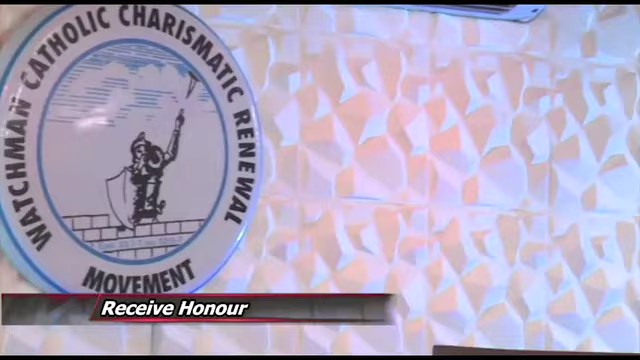 WATCHMAN CATHOLIC CHARISMATIC RENEWAL
MOVEMENT
Receive Honour